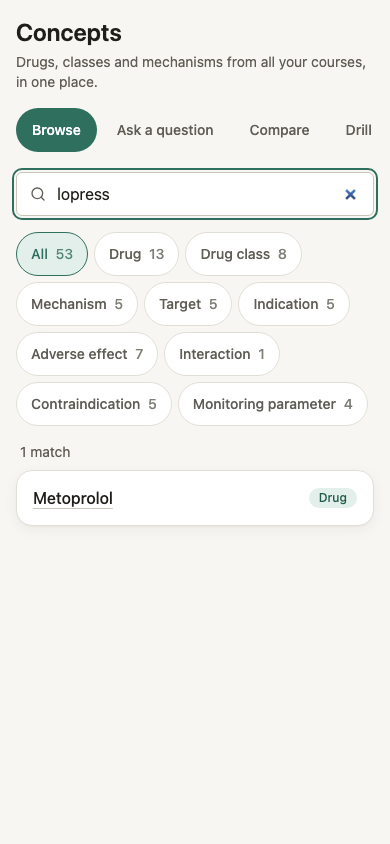 Concepts
Drugs, classes and mechanisms from all your courses,
in one place.
Browse Ask a question Compare Drill
lopress
All 53 Drug 13 Drug class 8
Mechanism 5 Target 5 Indication 5
Adverse effect 7 Interaction 1
Contraindication 5 Monitoring parameter 4
1 match
Metoprolol Drug